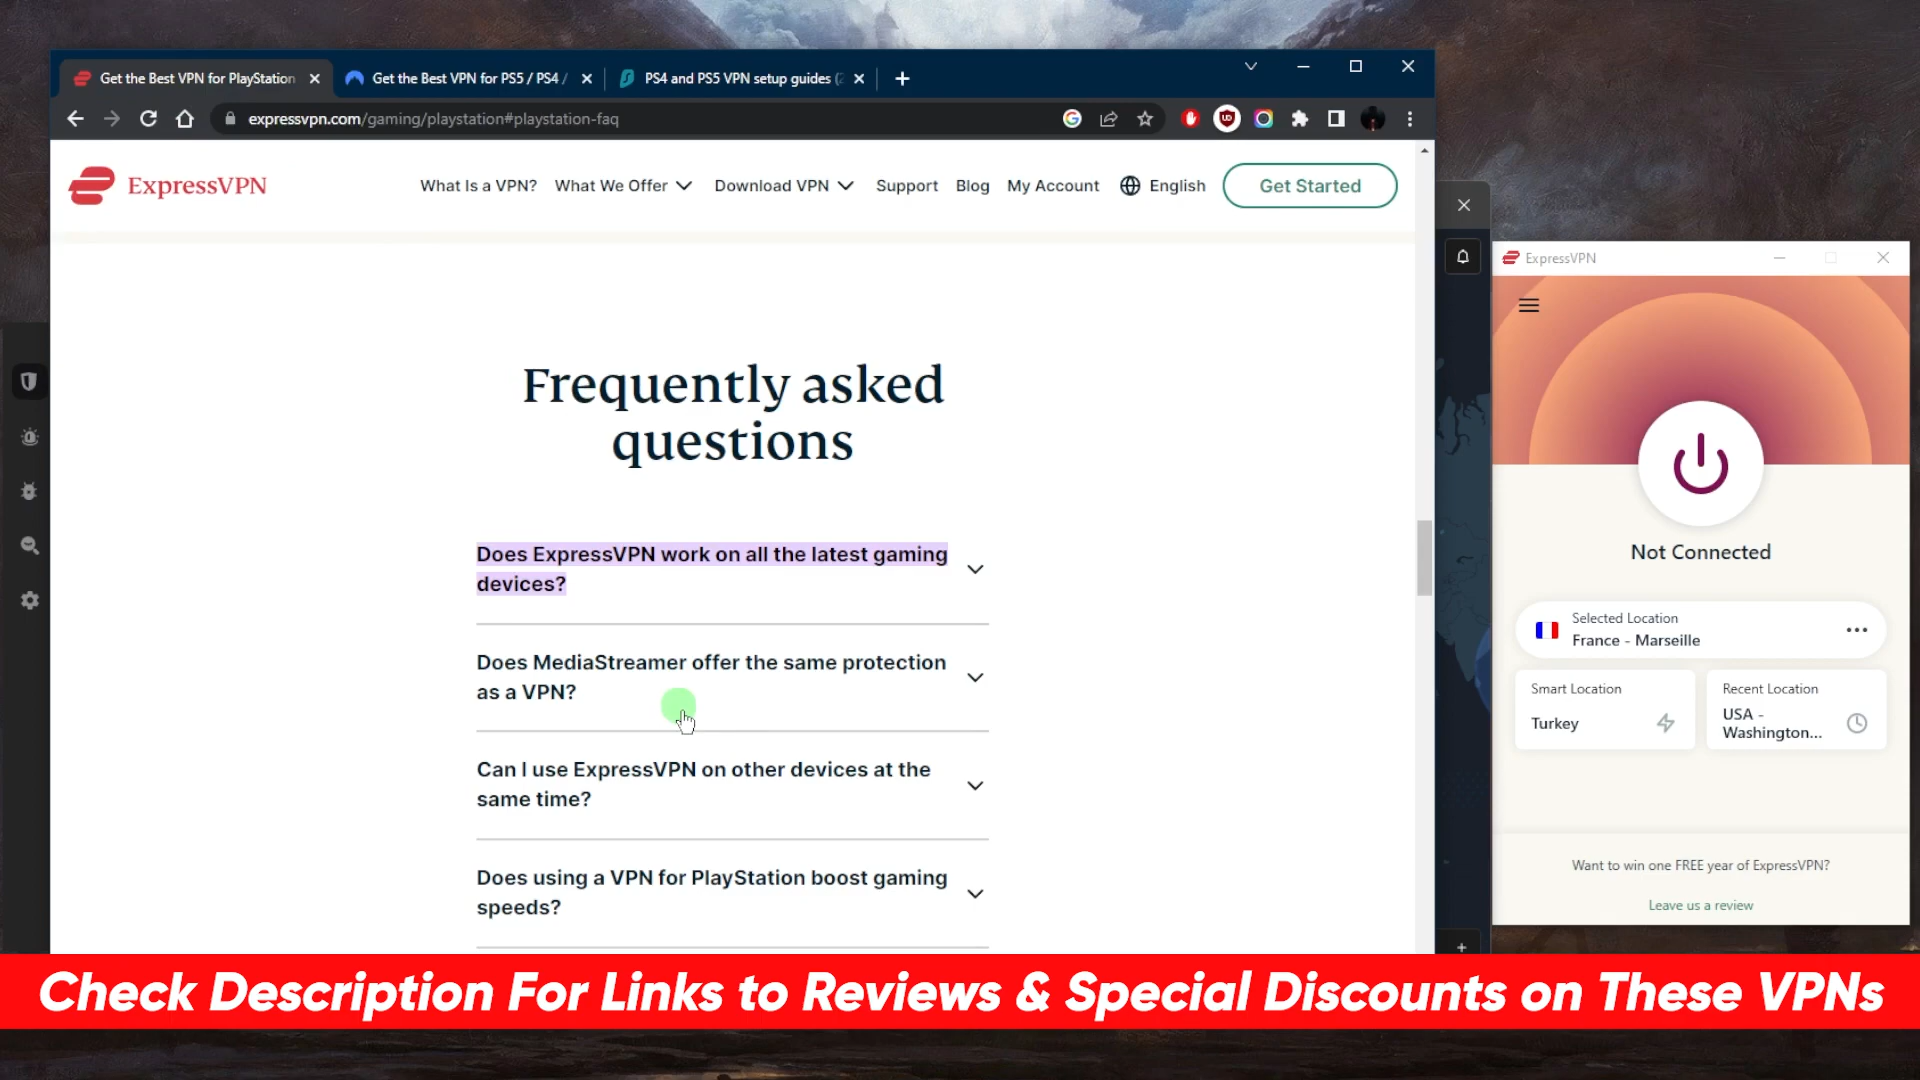 Get the Best VPN for PlayStation
Get the Best VPN for PS5 / PS4 /
PS4 and PS5 VPN setup guides (2
expressvpn.com/gaming/playstation#playstation-faq
ExpressVPN
What Is a VPN?
What We Offer
Download VPN
Support
Blog
My Account
English
Get Started
Frequently asked
questions
Does ExpressVPN work on all the latest gaming
devices?
Does MediaStreamer offer the same protection
as a VPN?
Can I use ExpressVPN on other devices at the
same time?
Does using a VPN for PlayStation boost gaming
speeds?
ExpressVPN
Not Connected
Selected Location
France - Marseille
Smart Location
Turkey
Recent Location
USA -
Washington...
Want to win one FREE year of ExpressVPN?
Leave us a review
Check Description For Links to Reviews & Special Discounts on These VPNs